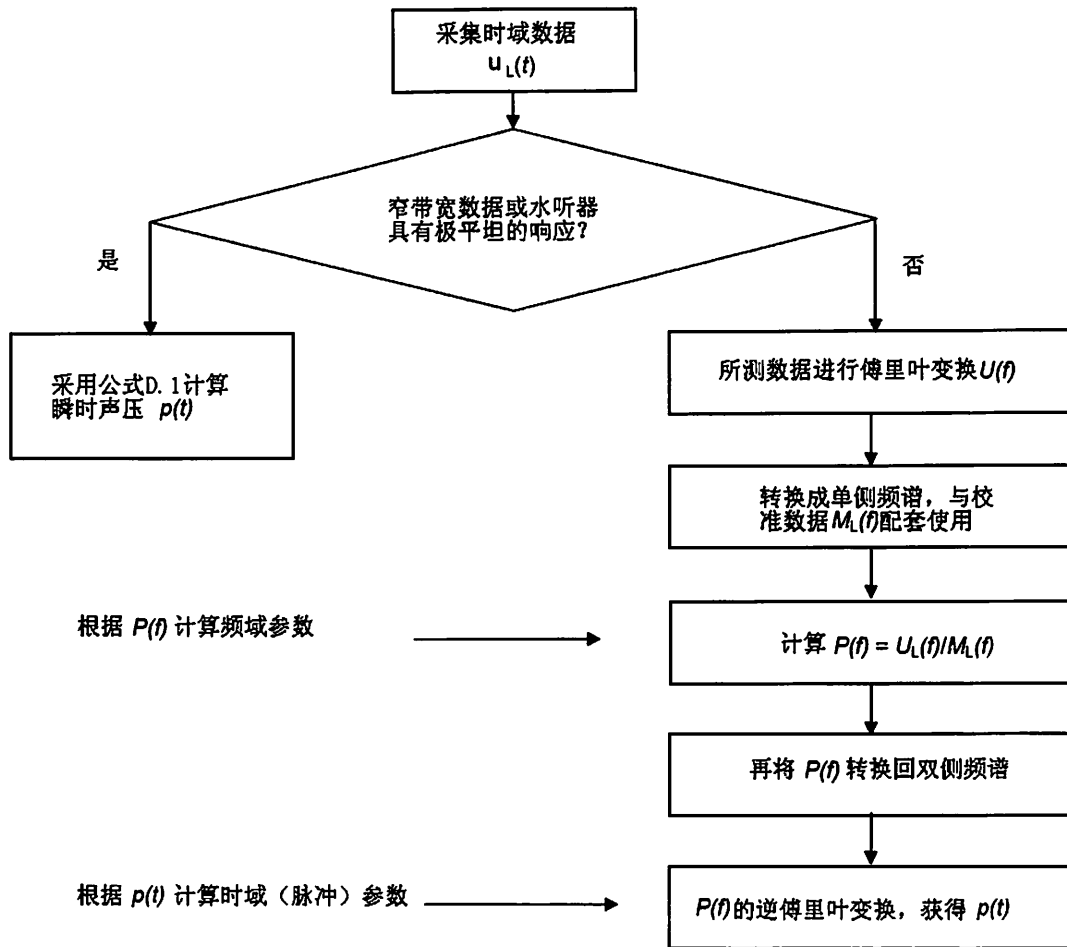 采集时域数据
u L(t)
窄带宽数据或水听器
具有极平坦的响应？
是
否
采用公式D.1计算
瞬时声压 p(t)
所测数据进行傅里叶变换U(f)
转换成单侧频谱，与校
准数据ML(f)配套使用
根据 P(f) 计算频域参数
计算 P(f) = UL(f)/ML(f)
再将 P(f) 转换回双侧频谱
根据 p(t) 计算时域（脉冲）参数
P(f)的逆傅里叶变换，获得 p(t)